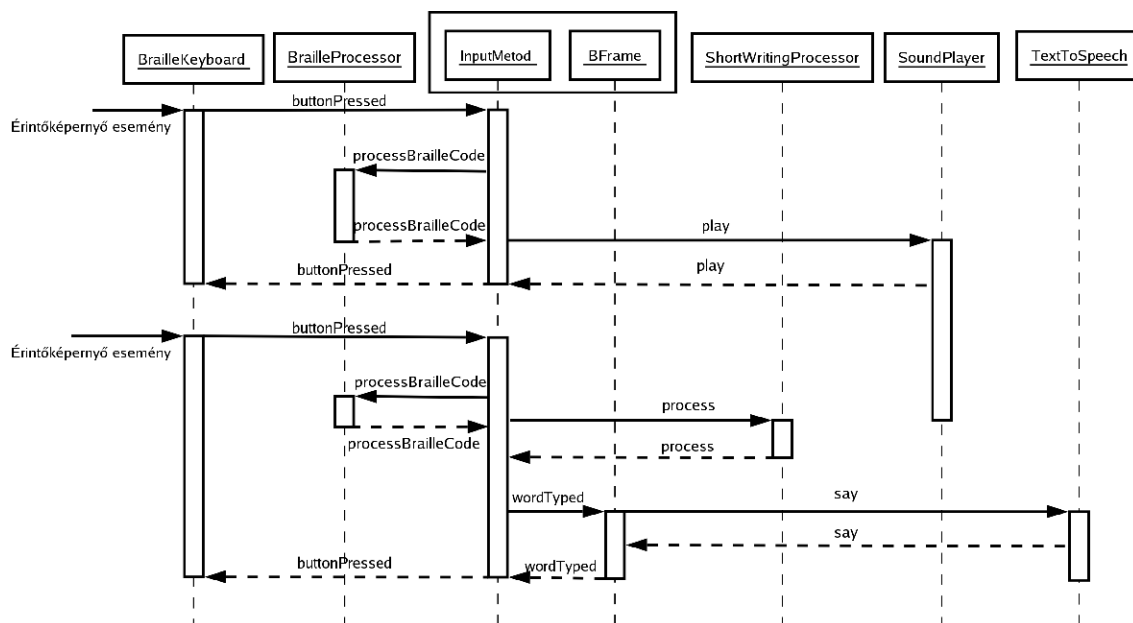 BrailleKeyboard
BrailleProcessor
InputMetod
BFrame
ShortWritingProcessor
SoundPlayer
TextToSpeech
buttonPressed
Érintőképernyő esemény
processBrailleCode
processBrailleCode
play
buttonPressed
play
buttonPressed
Érintőképernyő esemény
processBrailleCode
process
processBrailleCode
process
wordTyped
say
say
buttonPressed
wordTyped